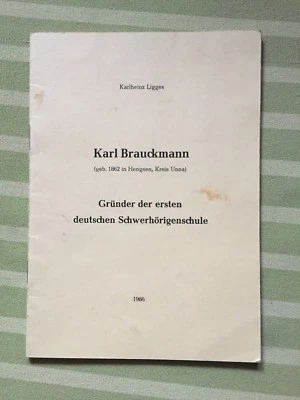 Karlheinz Ligges
Karl Brauckmann
(geb. 1862 in Hengsen, Kreis Unna)
Gründer der ersten
deutschen Schwerhörigenschule
1966